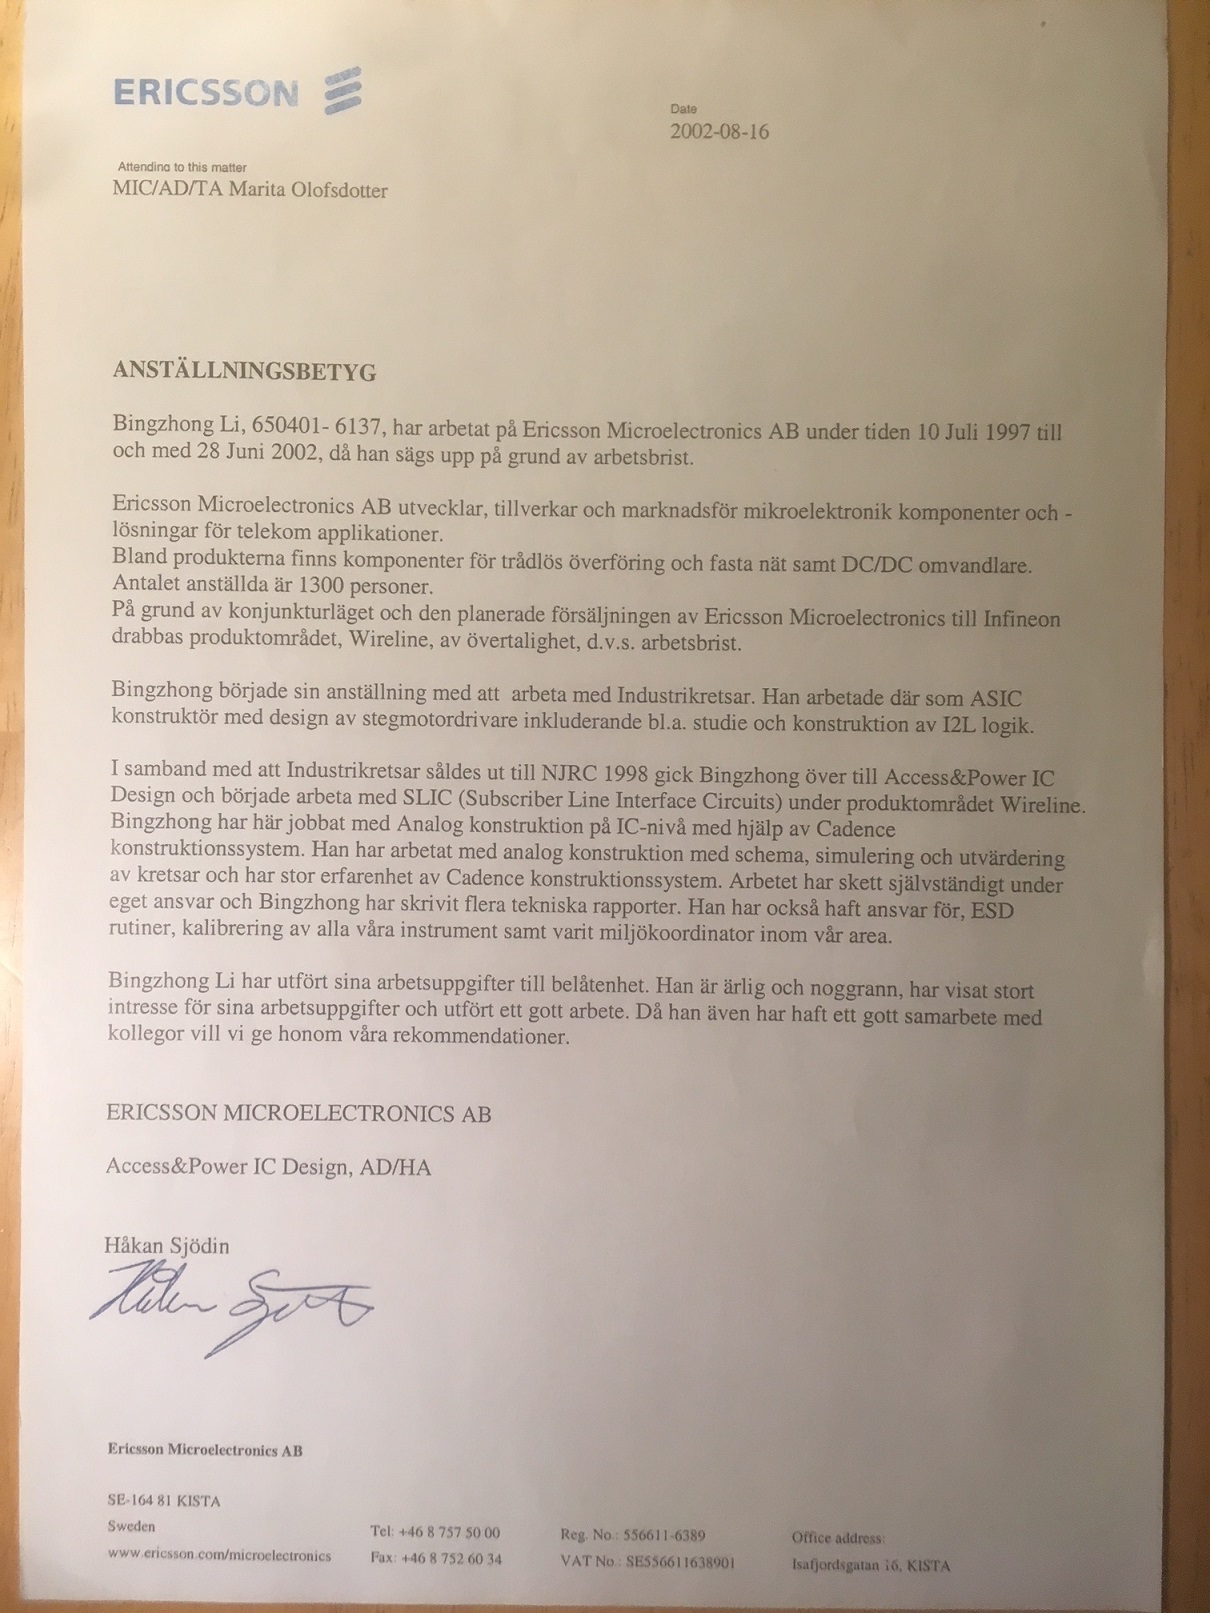 ERICSSON
Attending to this matter
MIC/AD/TA Marita Olofsdotter
Date
2002-08-16
ANSTÄLLNINGSBETYG
Bingzhong Li, 650401- 6137, har arbetat på Ericsson Microelectronics AB under tiden 10 Juli 1997 till
och med 28 Juni 2002, då han sägs upp på grund av arbetsbrist.
Ericsson Microelectronics AB utvecklar, tillverkar och marknadsför mikroelektronik komponenter och -
lösningar för telekom applikationer.
Bland produkterna finns komponenter för trådlös överföring och fasta nät samt DC/DC omvandlare.
Antalet anställda är 1300 personer.
På grund av konjunkturläget och den planerade försäljningen av Ericsson Microelectronics till Infineon
drabbas produktområdet, Wireline, av övertalighet, d.v.s. arbetsbrist.
Bingzhong började sin anställning med att arbeta med Industrikretsar. Han arbetade där som ASIC
konstruktör med design av stegmotordrivare inkluderande bl.a. studie och konstruktion av I2L logik.
I samband med att Industrikretsar såldes ut till NJRC 1998 gick Bingzhong över till Access&Power IC
Design och började arbeta med SLIC (Subscriber Line Interface Circuits) under produktområdet Wireline.
Bingzhong har här jobbat med Analog konstruktion på IC-nivå med hjälp av Cadence
konstruktionssystem. Han har arbetat med analog konstruktion med schema, simulering och utvärdering
av kretsar och har stor erfarenhet av Cadence konstruktionssystem. Arbetet har skett självständigt under
eget ansvar och Bingzhong har skrivit flera tekniska rapporter. Han har också haft ansvar för, ESD
rutiner, kalibrering av alla våra instrument samt varit miljökoordinator inom vår area.
Bingzhong Li har utfört sina arbetsuppgifter till belåtenhet. Han är ärlig och noggrann, har visat stort
intresse för sina arbetsuppgifter och utfört ett gott arbete. Då han även har haft ett gott samarbete med
kollegor vill vi ge honom våra rekommendationer.
ERICSSON MICROELECTRONICS AB
Access&Power IC Design, AD/HA
Håkan Sjödin
Ericsson Microelectronics AB
SE-164 81 KISTA
Sweden Tel: +46 8 757 50 00 Reg. No.: 556611-6389 Office address:
www.ericsson.com/microelectronics Fax: +46 8 752 60 34 VAT No.: SE556611638901 Isafjordsgatan 16, KISTA